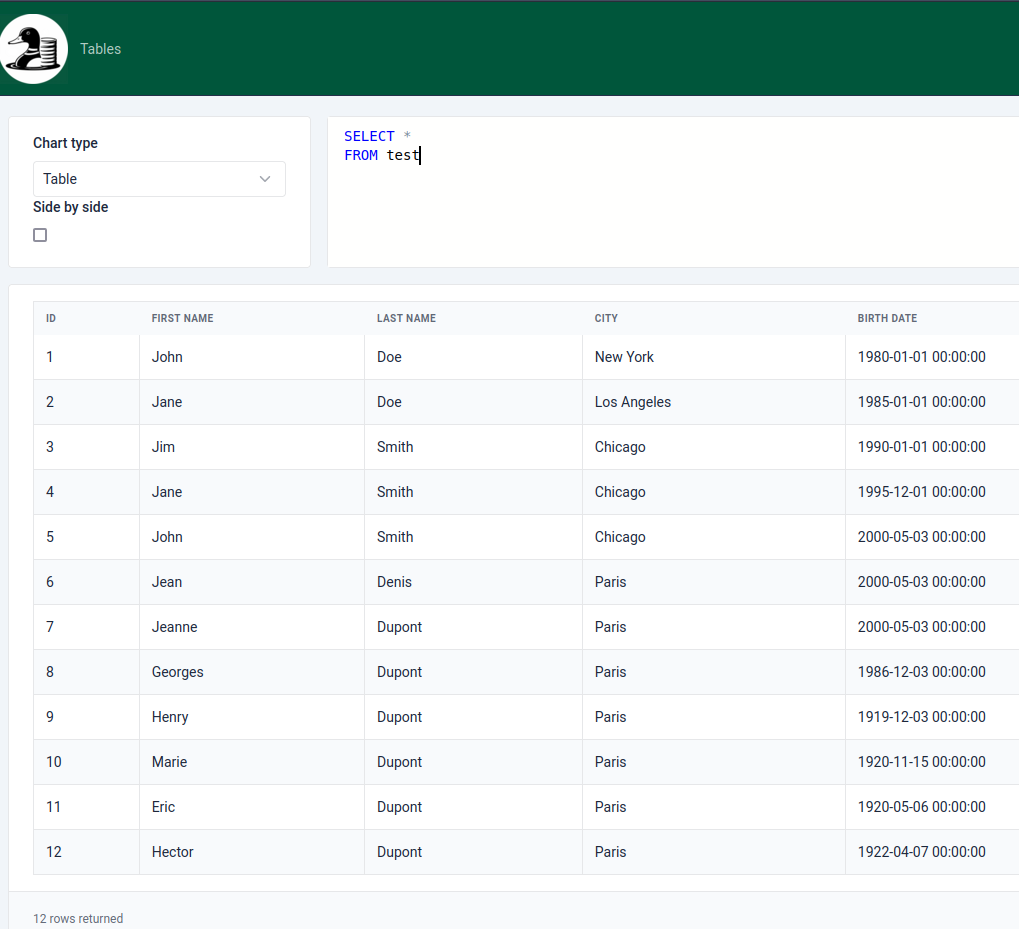 Tables
Chart type
Table
Side by side
SELECT *
FROM test
ID FIRST NAME LAST NAME CITY BIRTH DATE
1 John Doe New York 1980-01-01 00:00:00
2 Jane Doe Los Angeles 1985-01-01 00:00:00
3 Jim Smith Chicago 1990-01-01 00:00:00
4 Jane Smith Chicago 1995-12-01 00:00:00
5 John Smith Chicago 2000-05-03 00:00:00
6 Jean Denis Paris 2000-05-03 00:00:00
7 Jeanne Dupont Paris 2000-05-03 00:00:00
8 Georges Dupont Paris 1986-12-03 00:00:00
9 Henry Dupont Paris 1919-12-03 00:00:00
10 Marie Dupont Paris 1920-11-15 00:00:00
11 Eric Dupont Paris 1920-05-06 00:00:00
12 Hector Dupont Paris 1922-04-07 00:00:00
12 rows returned